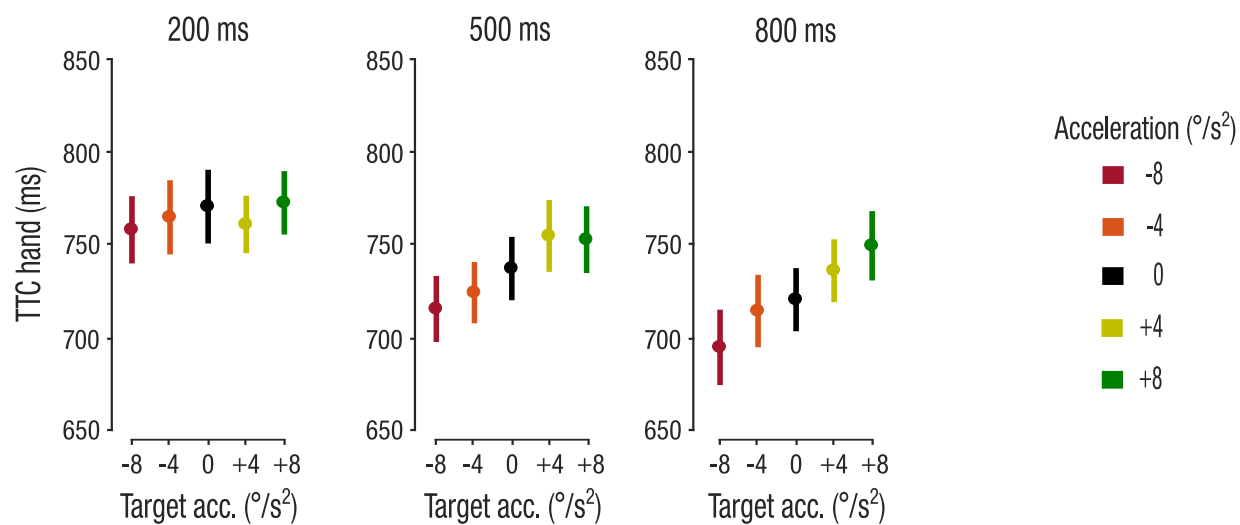 200 ms
500 ms
800 ms
TTC hand (ms)
850
800
750
700
650
-8 -4 0 +4 +8
Target acc. (°/s²)
850
800
750
700
650
-8 -4 0 +4 +8
Target acc. (°/s²)
850
800
750
700
650
-8 -4 0 +4 +8
Target acc. (°/s²)
Acceleration (°/s²)
-8
-4
0
+4
+8